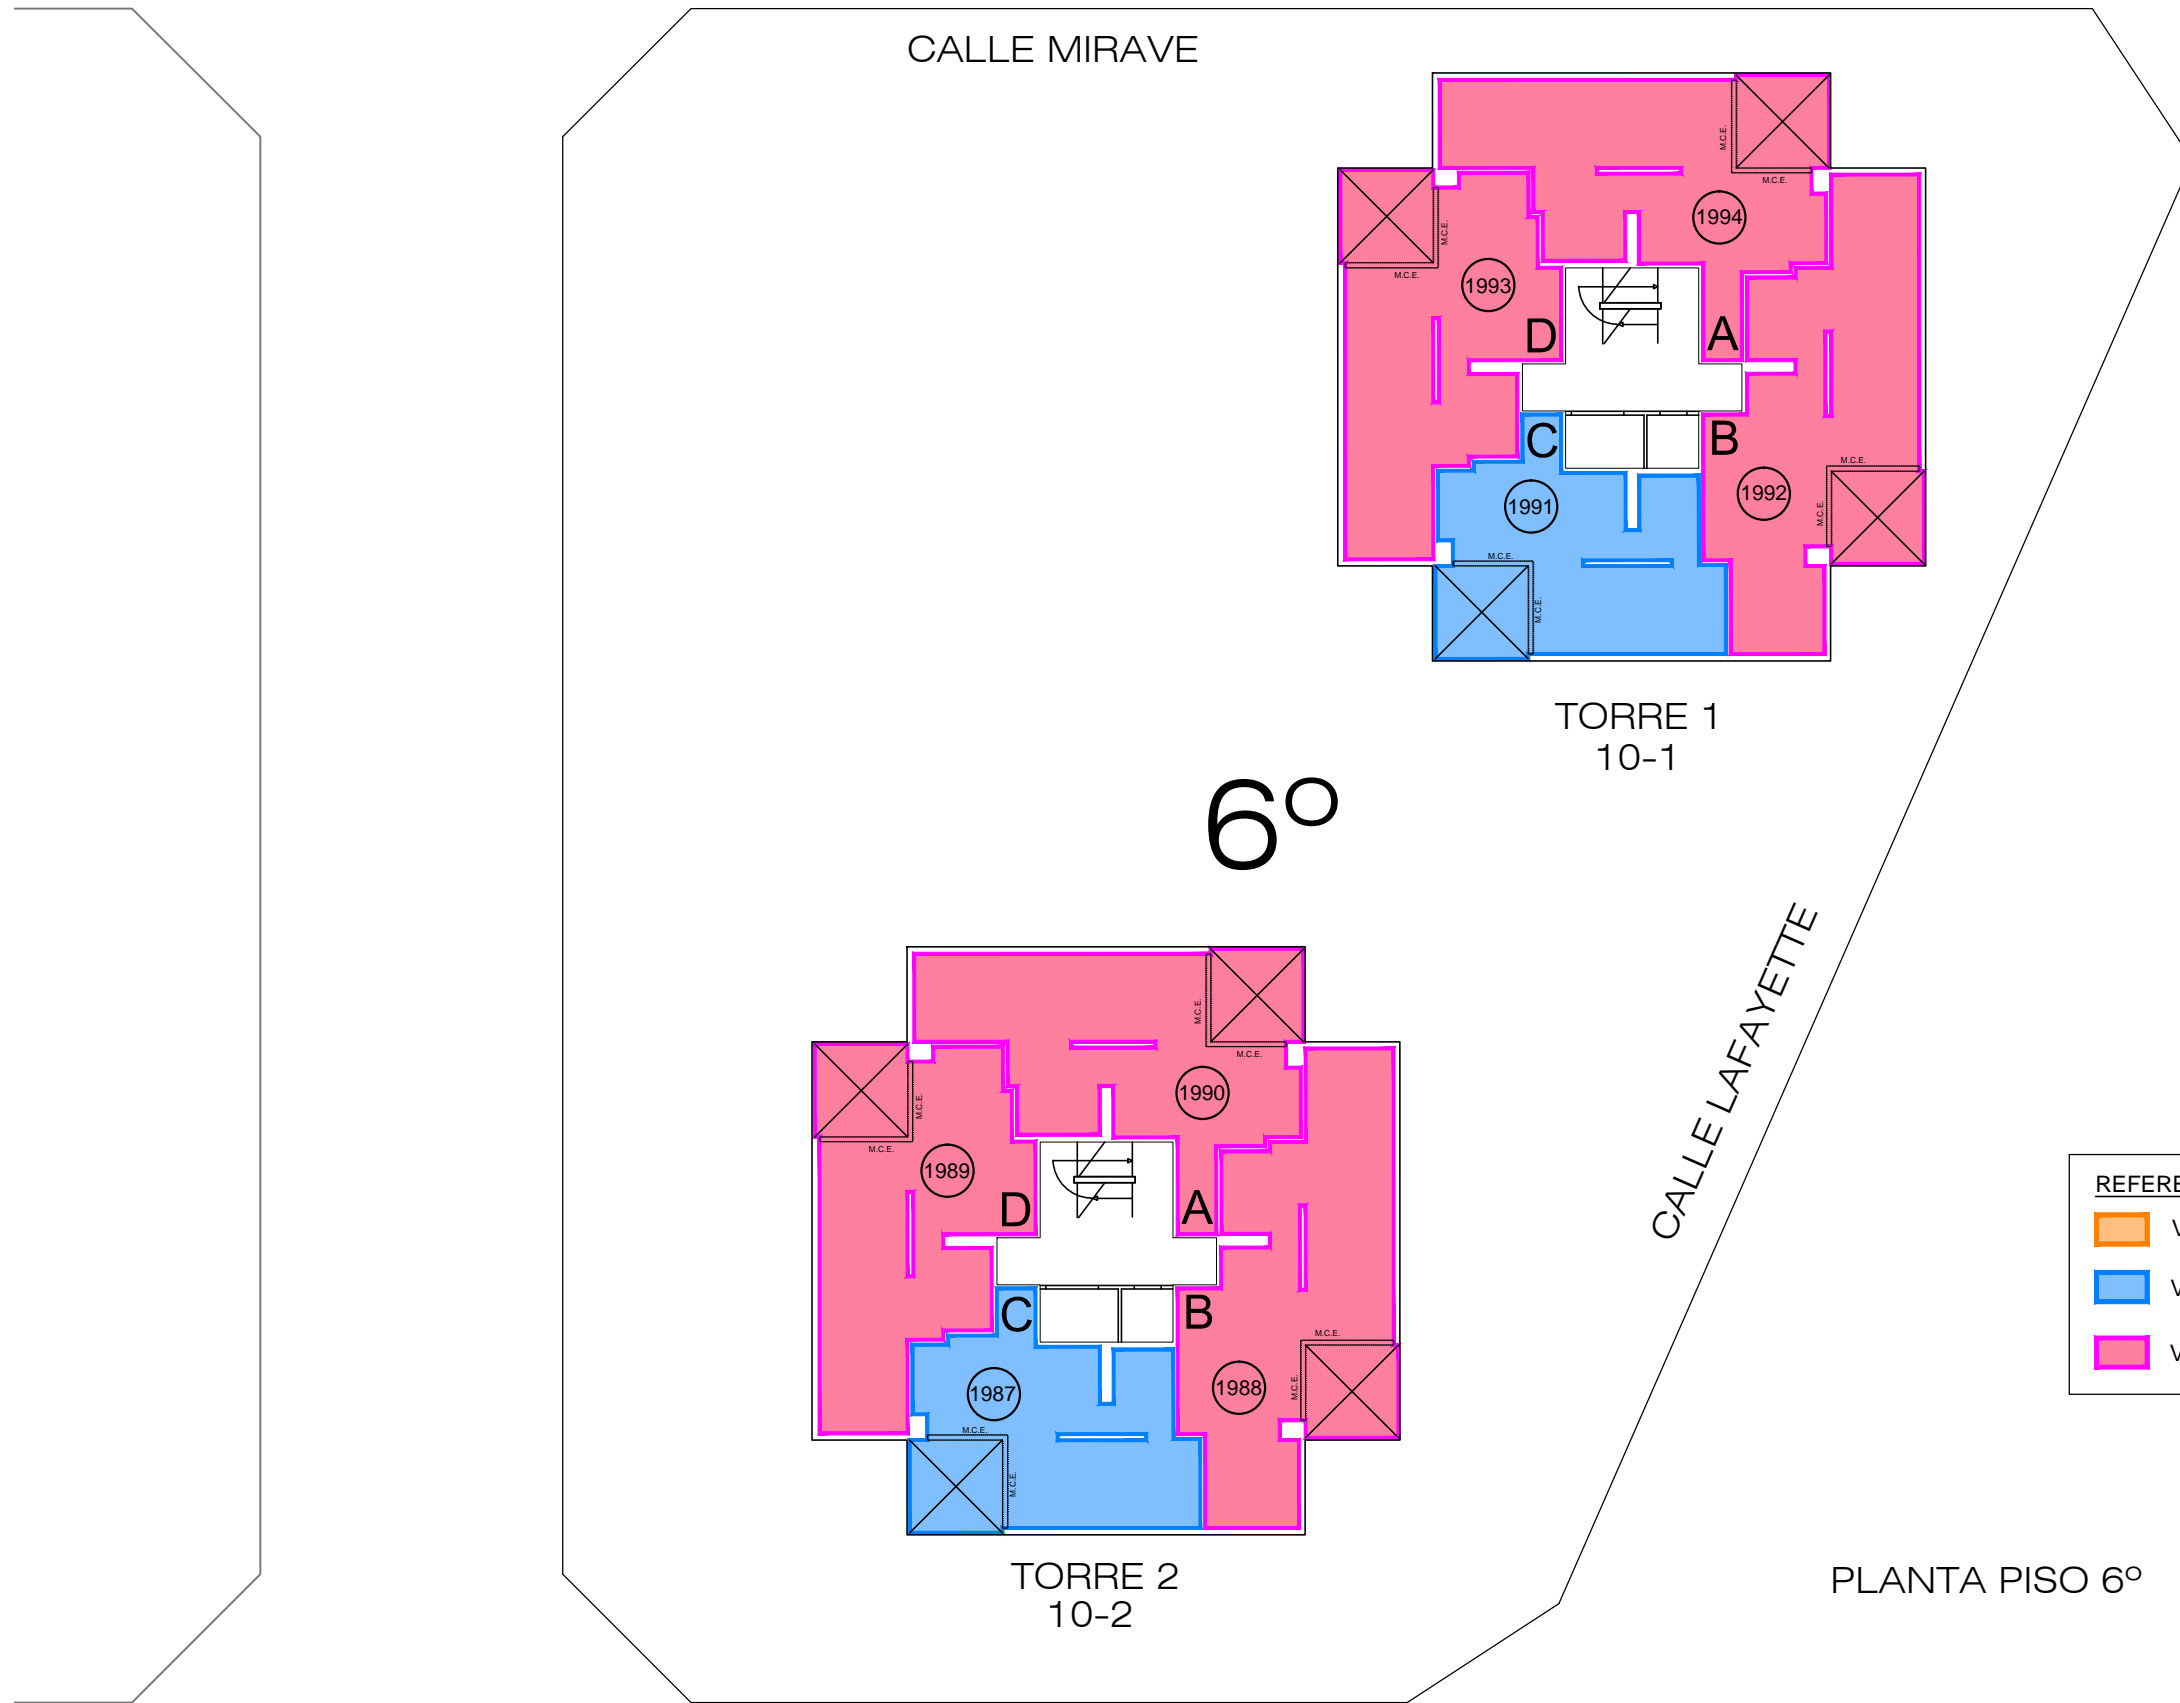 CALLE MIRAVE
M.C.E.
M.C.E.
1994
M.C.E.
M.C.E.
1993
D
A
C
B
M.C.E.
M.C.E.
1991
1992
M.C.E.
M.C.E.
TORRE 1
10-1
6º
CALLE LAFAYETTE
M.C.E.
M.C.E.
1990
M.C.E.
M.C.E.
1989
D
A
C
B
M.C.E.
M.C.E.
1987
1988
M.C.E.
M.C.E.
TORRE 2
10-2
REFERE
V
V
V
PLANTA PISO 6º